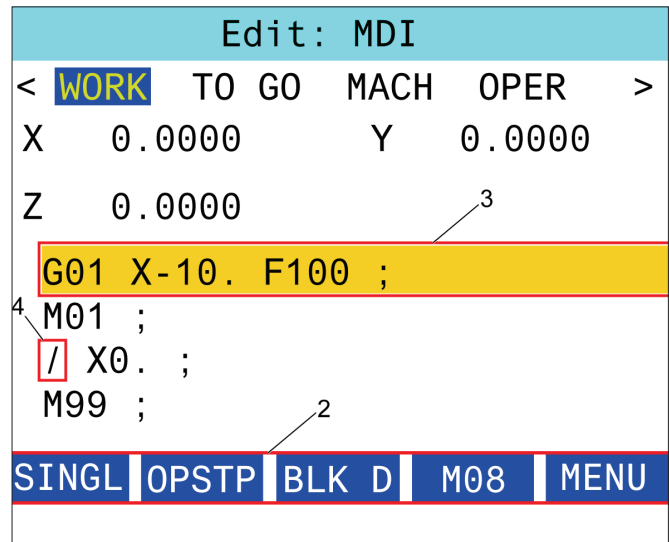 Edit: MDI
< WORK TO GO MACH OPER >
X 0.0000 Y 0.0000
Z 0.0000
3
G01 X-10. F100 ;
4
M01 ;
/ X0. ;
M99 ;
2
SINGL OPSTP BLK D M08 MENU